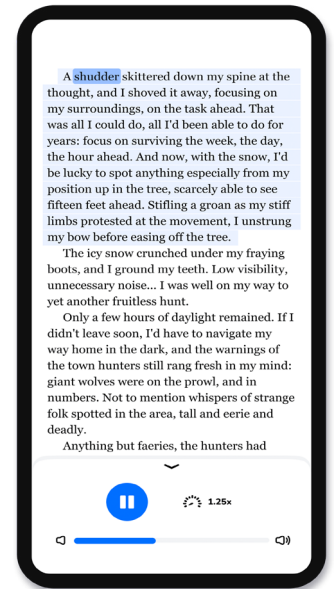 A shudder skittered down my spine at the
thought, and I shoved it away, focusing on
my surroundings, on the task ahead. That
was all I could do, all I'd been able to do for
years: focus on surviving the week, the day,
the hour ahead. And now, with the snow, I'd
be lucky to spot anything especially from my
position up in the tree, scarcely able to see
fifteen feet ahead. Stifling a groan as my stiff
limbs protested at the movement, I unstrung
my bow before easing off the tree.
The icy snow crunched under my fraying
boots, and I ground my teeth. Low visibility,
unnecessary noise... I was well on my way to
yet another fruitless hunt.
Only a few hours of daylight remained. If I
didn't leave soon, I'd have to navigate my
way home in the dark, and the warnings of
the town hunters still rang fresh in my mind:
giant wolves were on the prowl, and in
numbers. Not to mention whispers of strange
folk spotted in the area, tall and eerie and
deadly.
Anything but faeries, the hunters had
1.25x